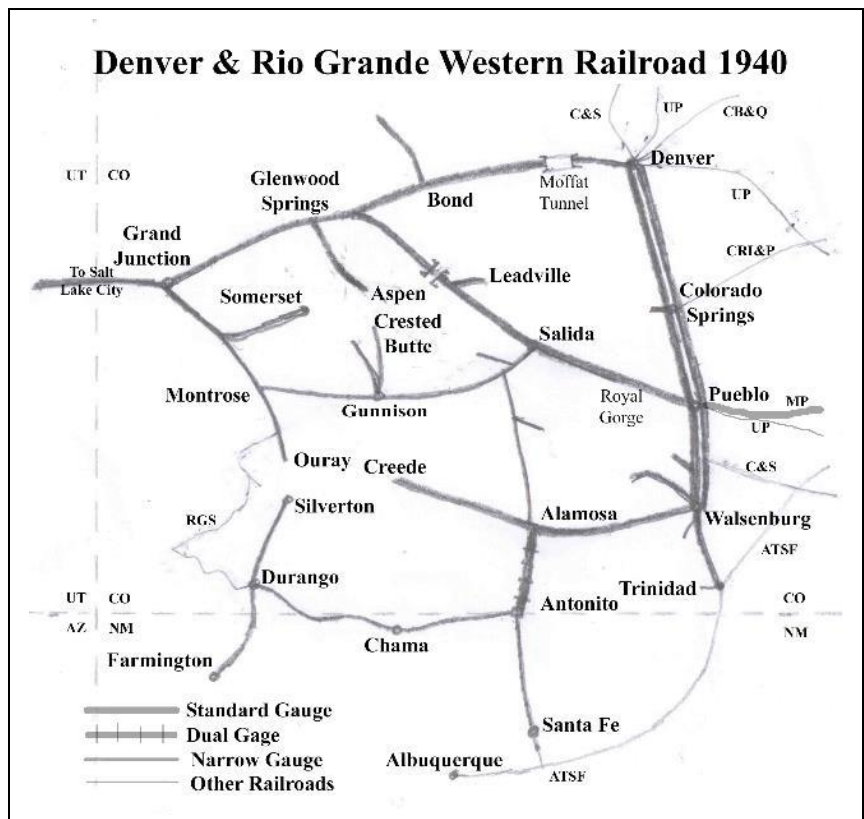 Denver & Rio Grande Western Railroad 1940
C&S
UP
CB&Q
Denver
UT
CO
Glenwood
Springs
Bond
Moffat
Tunnel
UP
Grand
Junction
CRI&P
To Salt
Lake City
Somerset
Aspen
Leadville
Colorado
Springs
Crested
Butte
Salida
Montrose
Gunnison
Royal
Gorge
Pueblo
MP
UP
Ouray
Creede
C&S
Silverton
RGS
Alamosa
Walsenburg
ATSF
Durango
Trinidad
UT
CO
Antonito
CO
AZ
NM
Chama
NM
Farmington
Standard Gauge
Dual Gage
Narrow Gauge
Other Railroads
Santa Fe
Albuquerque
ATSF